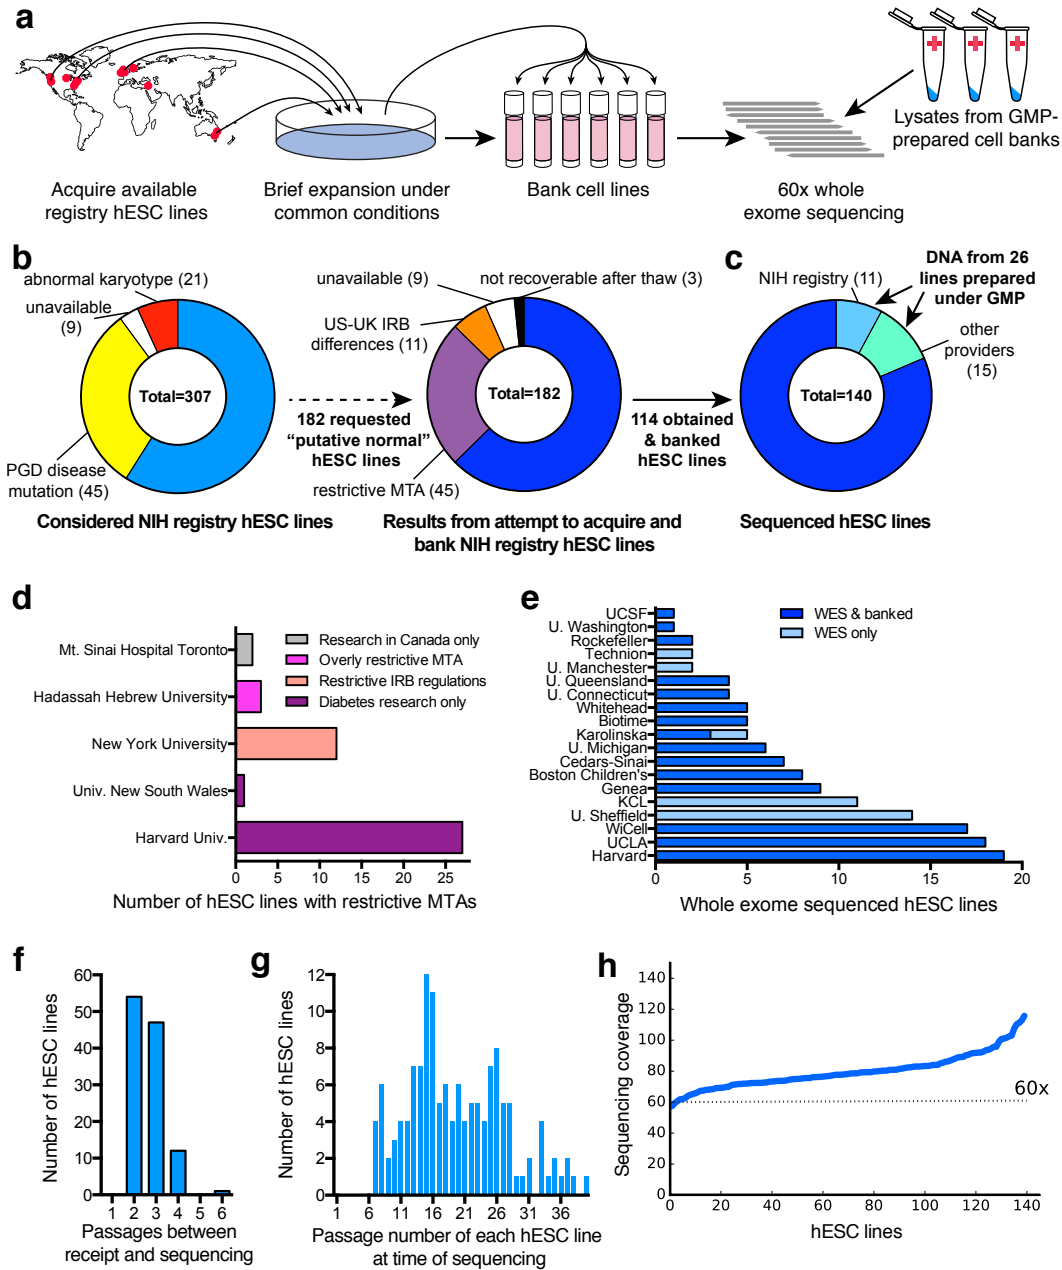 a
Acquire available
registry hESC lines
Brief expansion under
common conditions
Bank cell lines
60x whole
exome sequencing
Lysates from GMP-
prepared cell banks
b
abnormal karyotype (21)
unavailable
(9)
PGD disease
mutation (45)
Total=307
Considered NIH registry hESC lines
182 requested
“putative normal”
hESC lines
unavailable (9)
not recoverable after thaw (3)
US-UK IRB
differences (11)
restrictive MTA (45)
Total=182
Results from attempt to acquire and
bank NIH registry hESC lines
114 obtained
& banked
hESC lines
c
NIH registry (11)
DNA from 26
lines prepared
under GMP
other
providers
(15)
Total=140
Sequenced hESC lines
d
Mt. Sinai Hospital Toronto
Hadassah Hebrew University
New York University
Univ. New South Wales
Harvard Univ.
Research in Canada only
Overly restrictive MTA
Restrictive IRB regulations
Diabetes research only
0 5 10 15 20 25
Number of hESC lines with restrictive MTAs
e
UCSF
U. Washington
Rockefeller
Technion
U. Manchester
U. Queensland
U. Connecticut
Whitehead
Biotime
Karolinska
U. Michigan
Cedars-Sinai
Boston Children's
Genea
KCL
U. Sheffield
WiCell
UCLA
Harvard
WES & banked
WES only
0 5 10 15 20
Whole exome sequenced hESC lines
f
Number of hESC lines
60
50
40
30
20
10
0
1 2 3 4 5 6
Passages between
receipt and sequencing
g
Number of hESC lines
12
10
8
6
4
2
0
1 6 11 16 21 26 31 36
Passage number of each hESC line
at time of sequencing
h
Sequencing coverage
140
120
100
80
60
40
20
0
60x
0 20 40 60 80 100 120 140
hESC lines